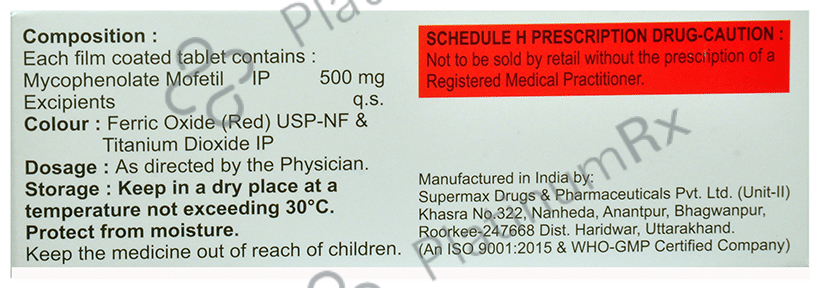 Composition :
Each film coated tablet contains :
Mycophenolate Mofetil IP 500 mg
Excipients q.s.
Colour : Ferric Oxide (Red) USP-NF &
Titanium Dioxide IP
Dosage : As directed by the Physician.
Storage : Keep in a dry place at a
temperature not exceeding 30°C.
Protect from moisture.
Keep the medicine out of reach of children.
SCHEDULE H PRESCRIPTION DRUG-CAUTION :
Not to be sold by retail without the prescription of a
Registered Medical Practitioner.
Manufactured in India by:
Supermax Drugs & Pharmaceuticals Pvt. Ltd. (Unit-II)
Khasra No.322, Nanheda, Anantpur, Bhagwanpur,
Roorkee-247668 Dist. Haridwar, Uttarakhand.
(An ISO 9001:2015 & WHO-GMP Certified Company)
PlatinumRx